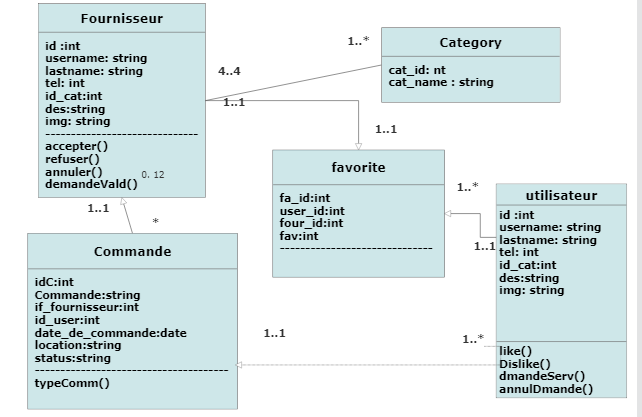 Fournisseur
id :int
username: string
lastname: string
tel: int
id_cat:int
des:string
img: string
--------------------------------
accepter()
refuser()
annuler()
demandeVald()
0. 12
1..*
4..4
1..1
Category
cat_id: nt
cat_name : string
1..1
favorite
fa_id:int
user_id:int
four_id:int
fav:int
--------------------------------
1..*
1..1
utilisateur
id :int
username: string
lastname: string
tel: int
id_cat:int
des:string
img: string
like()
Dislike()
dmandeServ()
annulDmande()
1..1
*
Commande
idC:int
Commande:string
if_fournisseur:int
id_user:int
date_de_commande:date
location:string
status:string
----------------------------------------
typeComm()
1..1
1..*